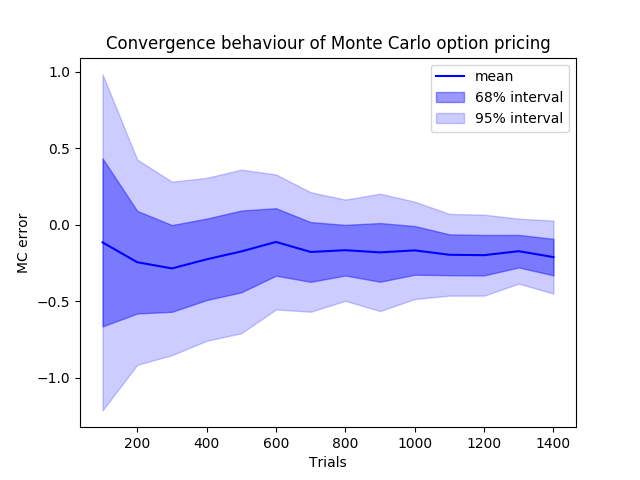 Convergence behaviour of Monte Carlo option pricing
mean
68% interval
95% interval
1.0
0.5
0.0
−0.5
−1.0
MC error
200 400 600 800 1000 1200 1400
Trials